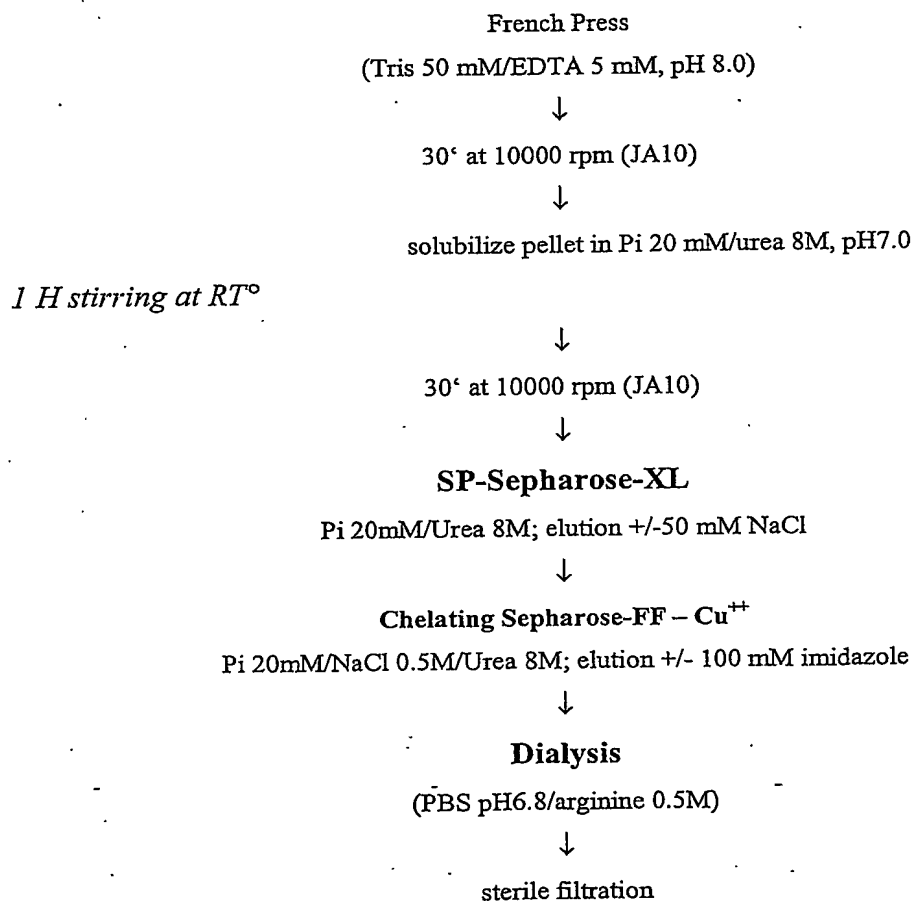 French Press
(Tris 50 mM/EDTA 5 mM, pH 8.0)
↓
30‘ at 10000 rpm (JA10)
↓
solubilize pellet in Pi 20 mM/urea 8M, pH7.0
1 H stirring at RT°
↓
30‘ at 10000 rpm (JA10)
↓
SP-Sepharose-XL
Pi 20mM/Urea 8M; elution +/-50 mM NaCl
↓
Chelating Sepharose-FF – Cu⁺⁺
Pi 20mM/NaCl 0.5M/Urea 8M; elution +/- 100 mM imidazole
↓
Dialysis
(PBS pH6.8/arginine 0.5M)
↓
sterile filtration